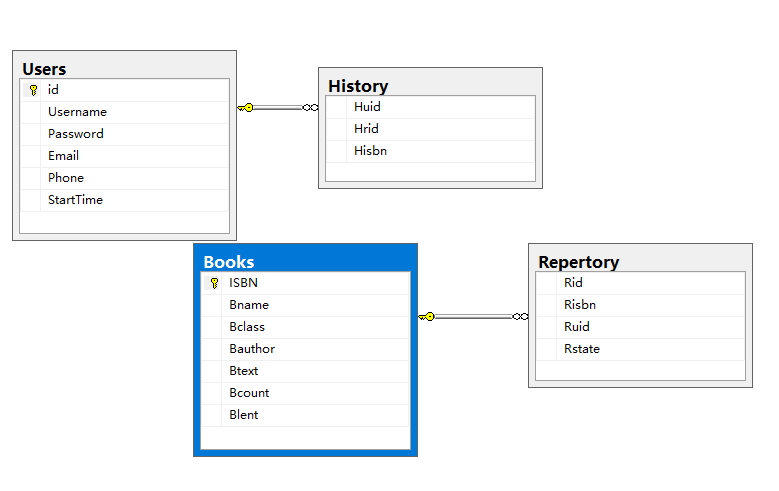 Users
id
Username
Password
Email
Phone
StartTime
History
Huid
Hrid
Hisbn
Books
ISBN
Bname
Bclass
Bauthor
Btext
Bcount
Blent
Repertory
Rid
Risbn
Ruid
Rstate